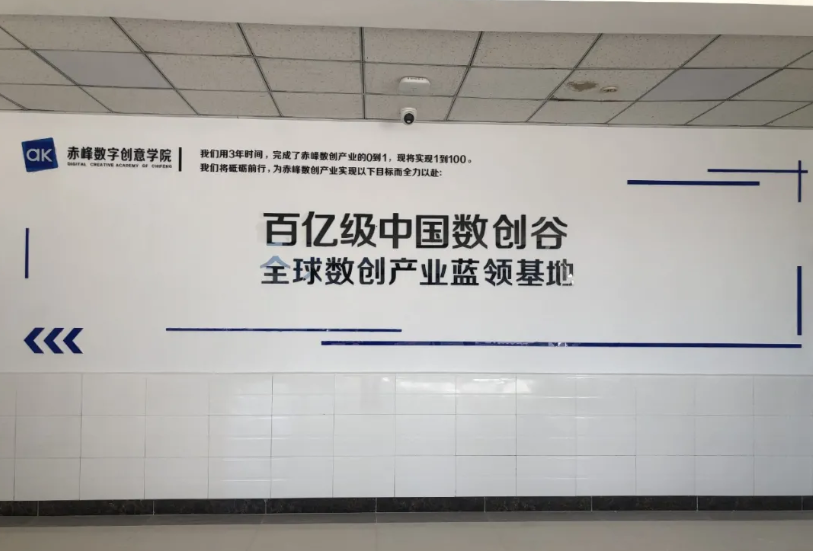 ak
赤峰数字创意学院
DIGITAL CREATIVE ACADEMY OF CHIFENG
我们用3年时间，完成了赤峰数创产业的0到1，现将实现1到100。
我们将砥砺前行，为赤峰数创产业实现以下目标而全力以赴：
百亿级中国数创谷
全球数创产业蓝领基地